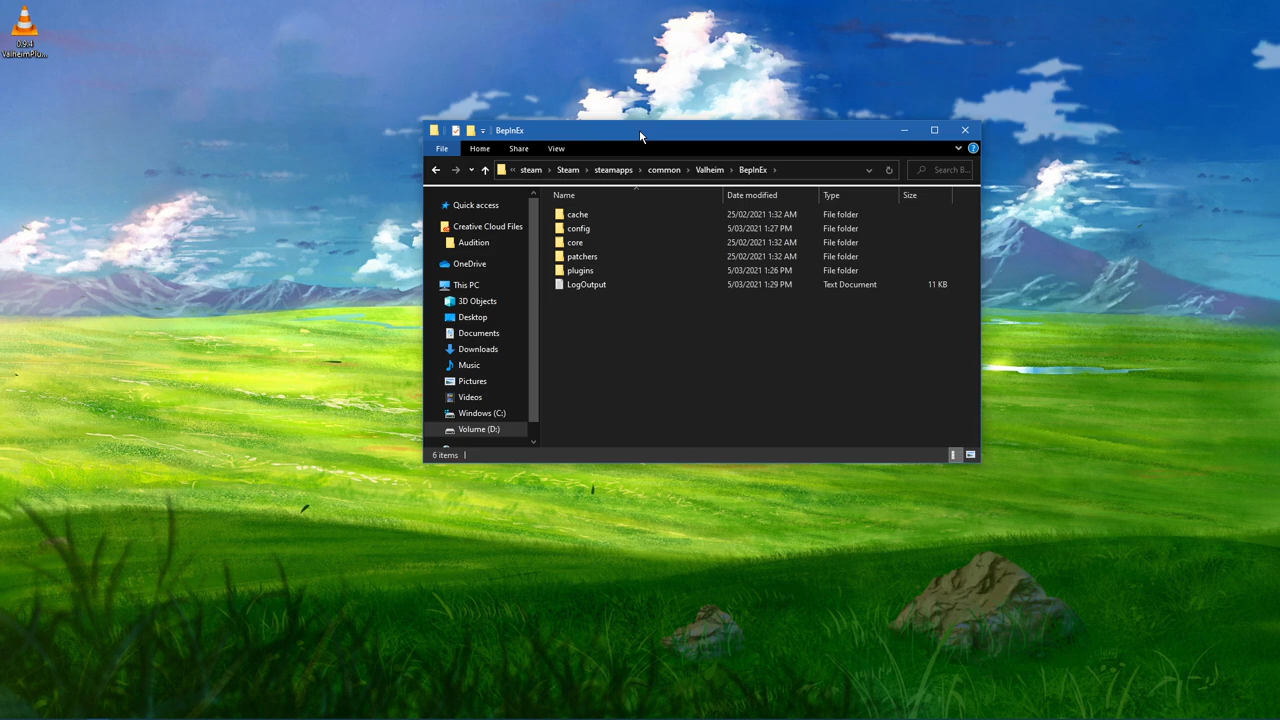 0.9.4
ValheimPlu...
BepInEx
File Home Share View
« steam › Steam › steamapps › common › Valheim › BepInEx ›
Search B...
Name Date modified Type Size
Quick access
Creative Cloud Files
Audition
OneDrive
This PC
3D Objects
Desktop
Documents
Downloads
Music
Pictures
Videos
Windows (C:)
Volume (D:)
cache 25/02/2021 1:32 AM File folder
config 5/03/2021 1:27 PM File folder
core 25/02/2021 1:32 AM File folder
patchers 25/02/2021 1:32 AM File folder
plugins 5/03/2021 1:26 PM File folder
LogOutput 5/03/2021 1:29 PM Text Document 11 KB
6 items